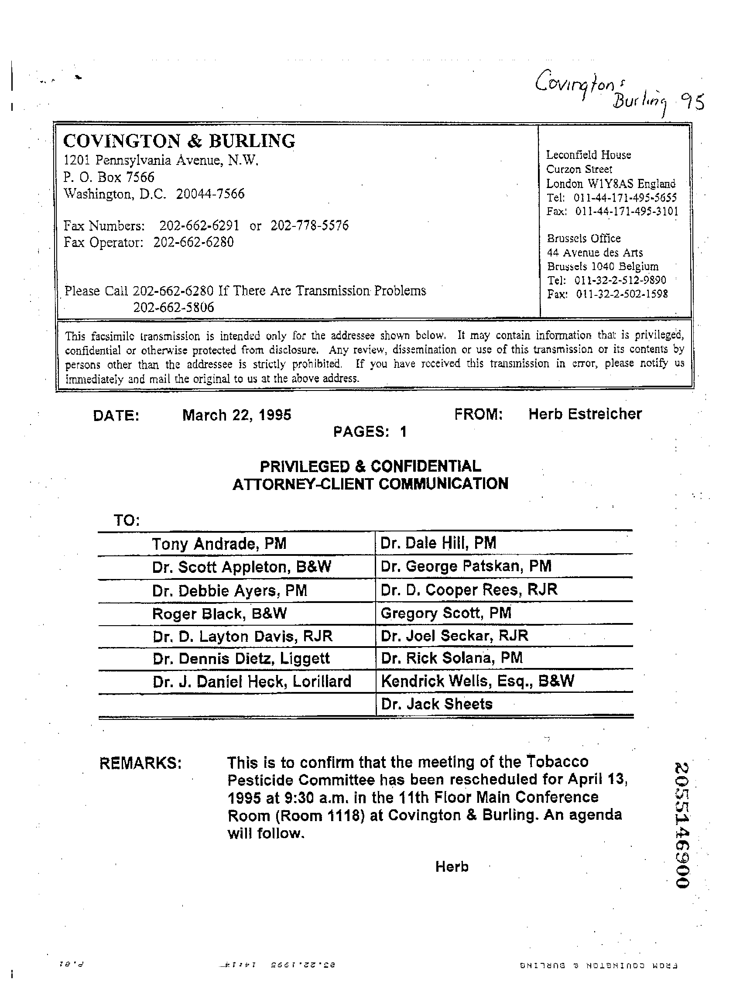 Covington &
Burling 95
COVINGTON & BURLING
1201 Pennsylvania Avenue, N.W.
P. O. Box 7566
Washington, D.C. 20044-7566
Fax Numbers: 202-662-6291 or 202-778-5576
Fax Operator: 202-662-6280
Please Call 202-662-6280 If There Are Transmission Problems
202-662-5806
Leconfield House
Curzon Street
London W1Y8AS England
Tel: 011-44-171-495-5655
Fax: 011-44-171-495-3101
Brussels Office
44 Avenue des Arts
Brussels 1040 Belgium
Tel: 011-32-2-512-9890
Fax: 011-32-2-502-1598
This facsimile transmission is intended only for the addressee shown below. It may contain information that is privileged,
confidential or otherwise protected from disclosure. Any review, dissemination or use of this transmission or its contents by
persons other than the addressee is strictly prohibited. If you have received this transmission in error, please notify us
immediately and mail the original to us at the above address.
DATE: March 22, 1995 FROM: Herb Estreicher
PAGES: 1
PRIVILEGED & CONFIDENTIAL
ATTORNEY-CLIENT COMMUNICATION
TO:
Tony Andrade, PM Dr. Dale Hill, PM
Dr. Scott Appleton, B&W Dr. George Patskan, PM
Dr. Debbie Ayers, PM Dr. D. Cooper Rees, RJR
Roger Black, B&W Gregory Scott, PM
Dr. D. Layton Davis, RJR Dr. Joel Seckar, RJR
Dr. Dennis Dietz, Liggett Dr. Rick Solana, PM
Dr. J. Daniel Heck, Lorillard Kendrick Wells, Esq., B&W
Dr. Jack Sheets
REMARKS: This is to confirm that the meeting of the Tobacco
Pesticide Committee has been rescheduled for April 13,
1995 at 9:30 a.m. in the 11th Floor Main Conference
Room (Room 1118) at Covington & Burling. An agenda
will follow.
Herb
2055146900
FROM COVINGTON & BURLING 03.22.1995 14:14 P.01